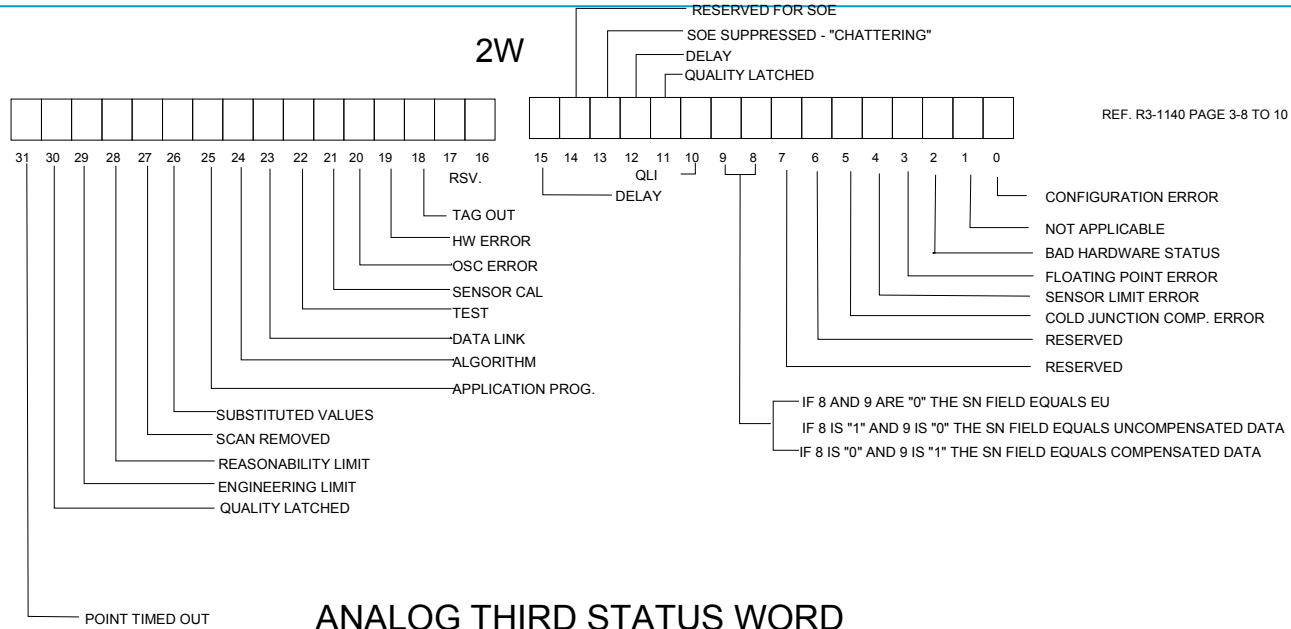 RESERVED FOR SOE
SOE SUPPRESSED - "CHATTERING"
2W
DELAY
QUALITY LATCHED
REF. R3-1140 PAGE 3-8 TO 10
31 30 29 28 27 26 25 24 23 22 21 20 19 18 17 16 15 14 13 12 11 10 9 8 7 6 5 4 3 2 1 0
RSV.
QLI
DELAY
CONFIGURATION ERROR
TAG OUT
NOT APPLICABLE
HW ERROR
BAD HARDWARE STATUS
OSC ERROR
FLOATING POINT ERROR
SENSOR CAL
SENSOR LIMIT ERROR
TEST
COLD JUNCTION COMP. ERROR
DATA LINK
RESERVED
ALGORITHM
RESERVED
APPLICATION PROG.
IF 8 AND 9 ARE "0" THE SN FIELD EQUALS EU
SUBSTITUTED VALUES
IF 8 IS "1" AND 9 IS "0" THE SN FIELD EQUALS UNCOMPENSATED DATA
SCAN REMOVED
IF 8 IS "0" AND 9 IS "1" THE SN FIELD EQUALS COMPENSATED DATA
REASONABILITY LIMIT
ENGINEERING LIMIT
QUALITY LATCHED
POINT TIMED OUT
ANALOG THIRD STATUS WORD